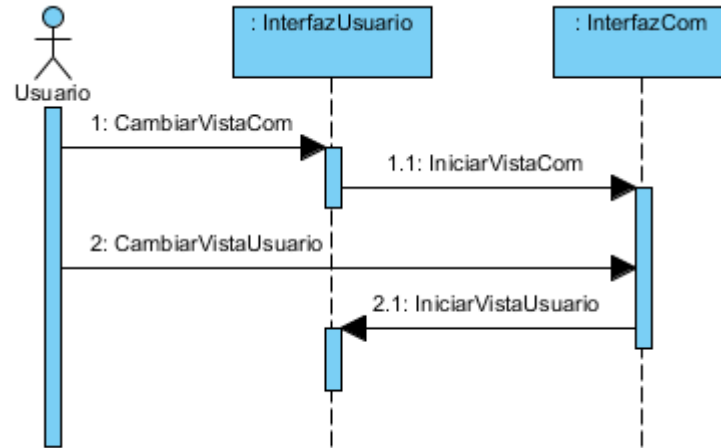 : InterfazUsuario
: InterfazCom
Usuario
1: CambiarVistaCom
1.1: IniciarVistaCom
2: CambiarVistaUsuario
2.1: IniciarVistaUsuario